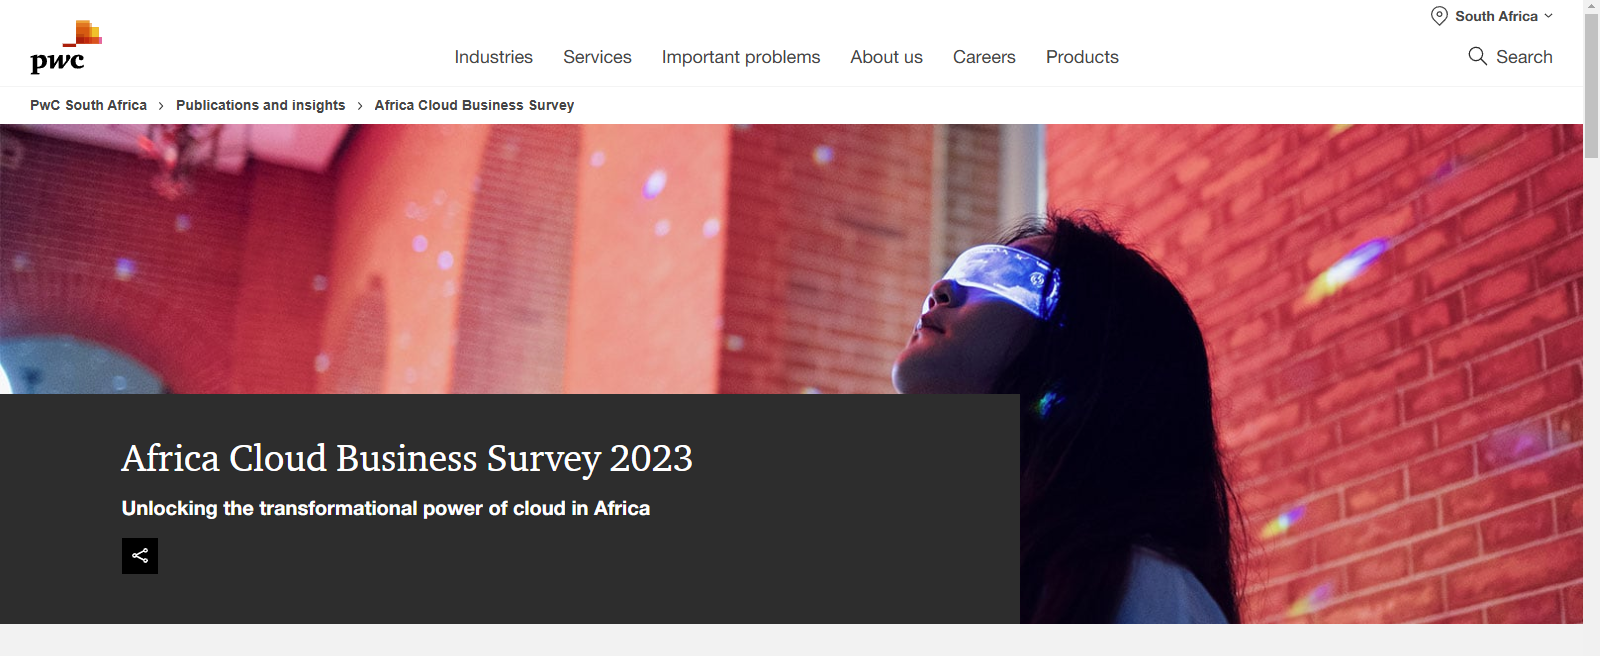 South Africa
pwc
Industries Services Important problems About us Careers Products
Search
PwC South Africa > Publications and insights > Africa Cloud Business Survey
Africa Cloud Business Survey 2023
Unlocking the transformational power of cloud in Africa